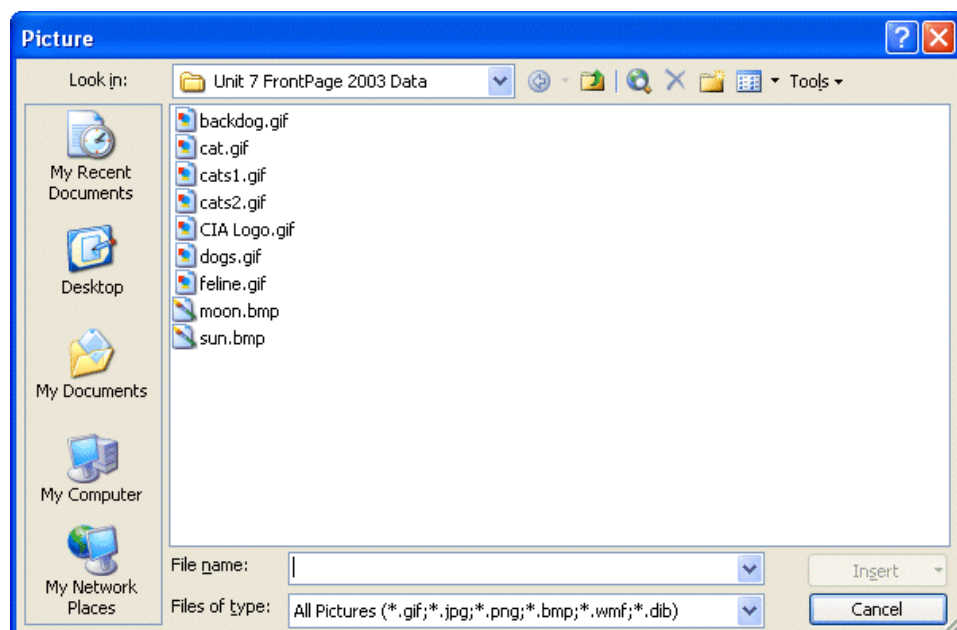 Picture
Look in:
Unit 7 FrontPage 2003 Data
Tools
My Recent
Documents
Desktop
My Documents
My Computer
My Network
Places
backdog.gif
cat.gif
cats1.gif
cats2.gif
CIA Logo.gif
dogs.gif
feline.gif
moon.bmp
sun.bmp
File name:
Insert
Files of type:
All Pictures (*.gif;*.jpg;*.png;*.bmp;*.wmf;*.dib)
Cancel